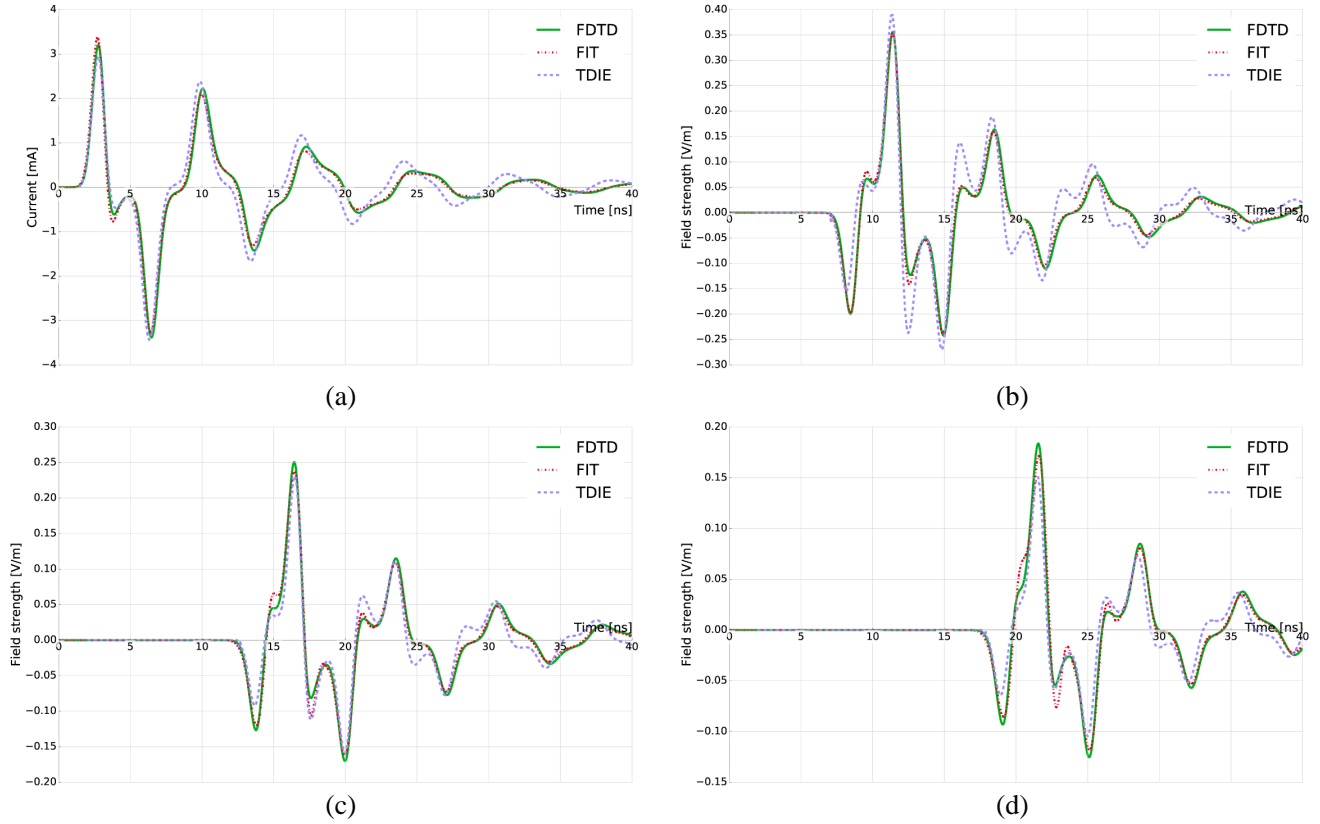 4
3
2
1
0
−1
−2
−3
−4
Current [mA]
0 5 10 15 20 25 30 35 40
Time [ns]
FDTD
FIT
TDIE
(a)
0.40
0.35
0.30
0.25
0.20
0.15
0.10
0.05
0.00
−0.05
−0.10
−0.15
−0.20
−0.25
−0.30
Field strength [V/m]
0 5 10 15 20 25 30 35 40
Time [ns]
FDTD
FIT
TDIE
(b)
0.30
0.25
0.20
0.15
0.10
0.05
0.00
−0.05
−0.10
−0.15
−0.20
Field strength [V/m]
0 5 10 15 20 25 30 35 40
Time [ns]
FDTD
FIT
TDIE
(c)
0.20
0.15
0.10
0.05
0.00
−0.05
−0.10
−0.15
Field strength [V/m]
0 5 10 15 20 25 30 35 40
Time [ns]
FDTD
FIT
TDIE
(d)